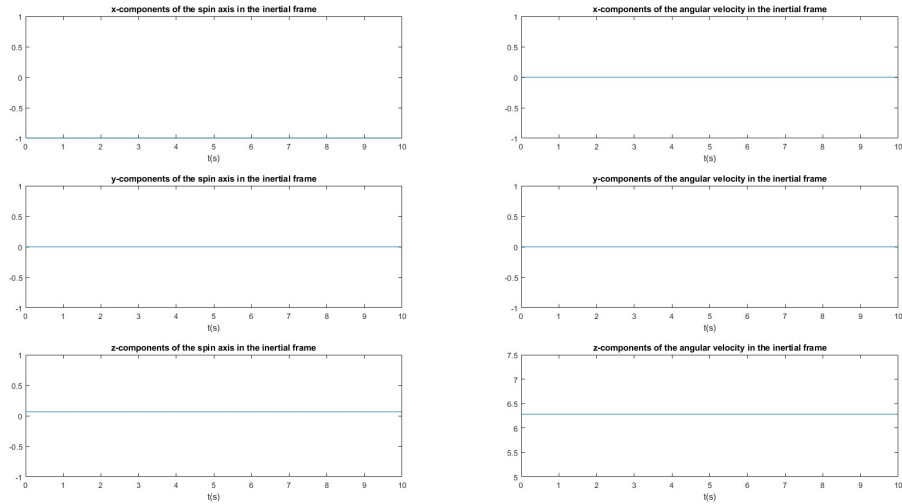 x-components of the spin axis in the inertial frame
1
0.5
0
-0.5
-1
0 1 2 3 4 5 6 7 8 9 10
t(s)
x-components of the angular velocity in the inertial frame
1
0.5
0
-0.5
-1
0 1 2 3 4 5 6 7 8 9 10
t(s)
y-components of the spin axis in the inertial frame
1
0.5
0
-0.5
-1
0 1 2 3 4 5 6 7 8 9 10
t(s)
y-components of the angular velocity in the inertial frame
1
0.5
0
-0.5
-1
0 1 2 3 4 5 6 7 8 9 10
t(s)
z-components of the spin axis in the inertial frame
1
0.5
0
-0.5
-1
0 1 2 3 4 5 6 7 8 9 10
t(s)
z-components of the angular velocity in the inertial frame
7.5
7
6.5
6
5.5
5
0 1 2 3 4 5 6 7 8 9 10
t(s)